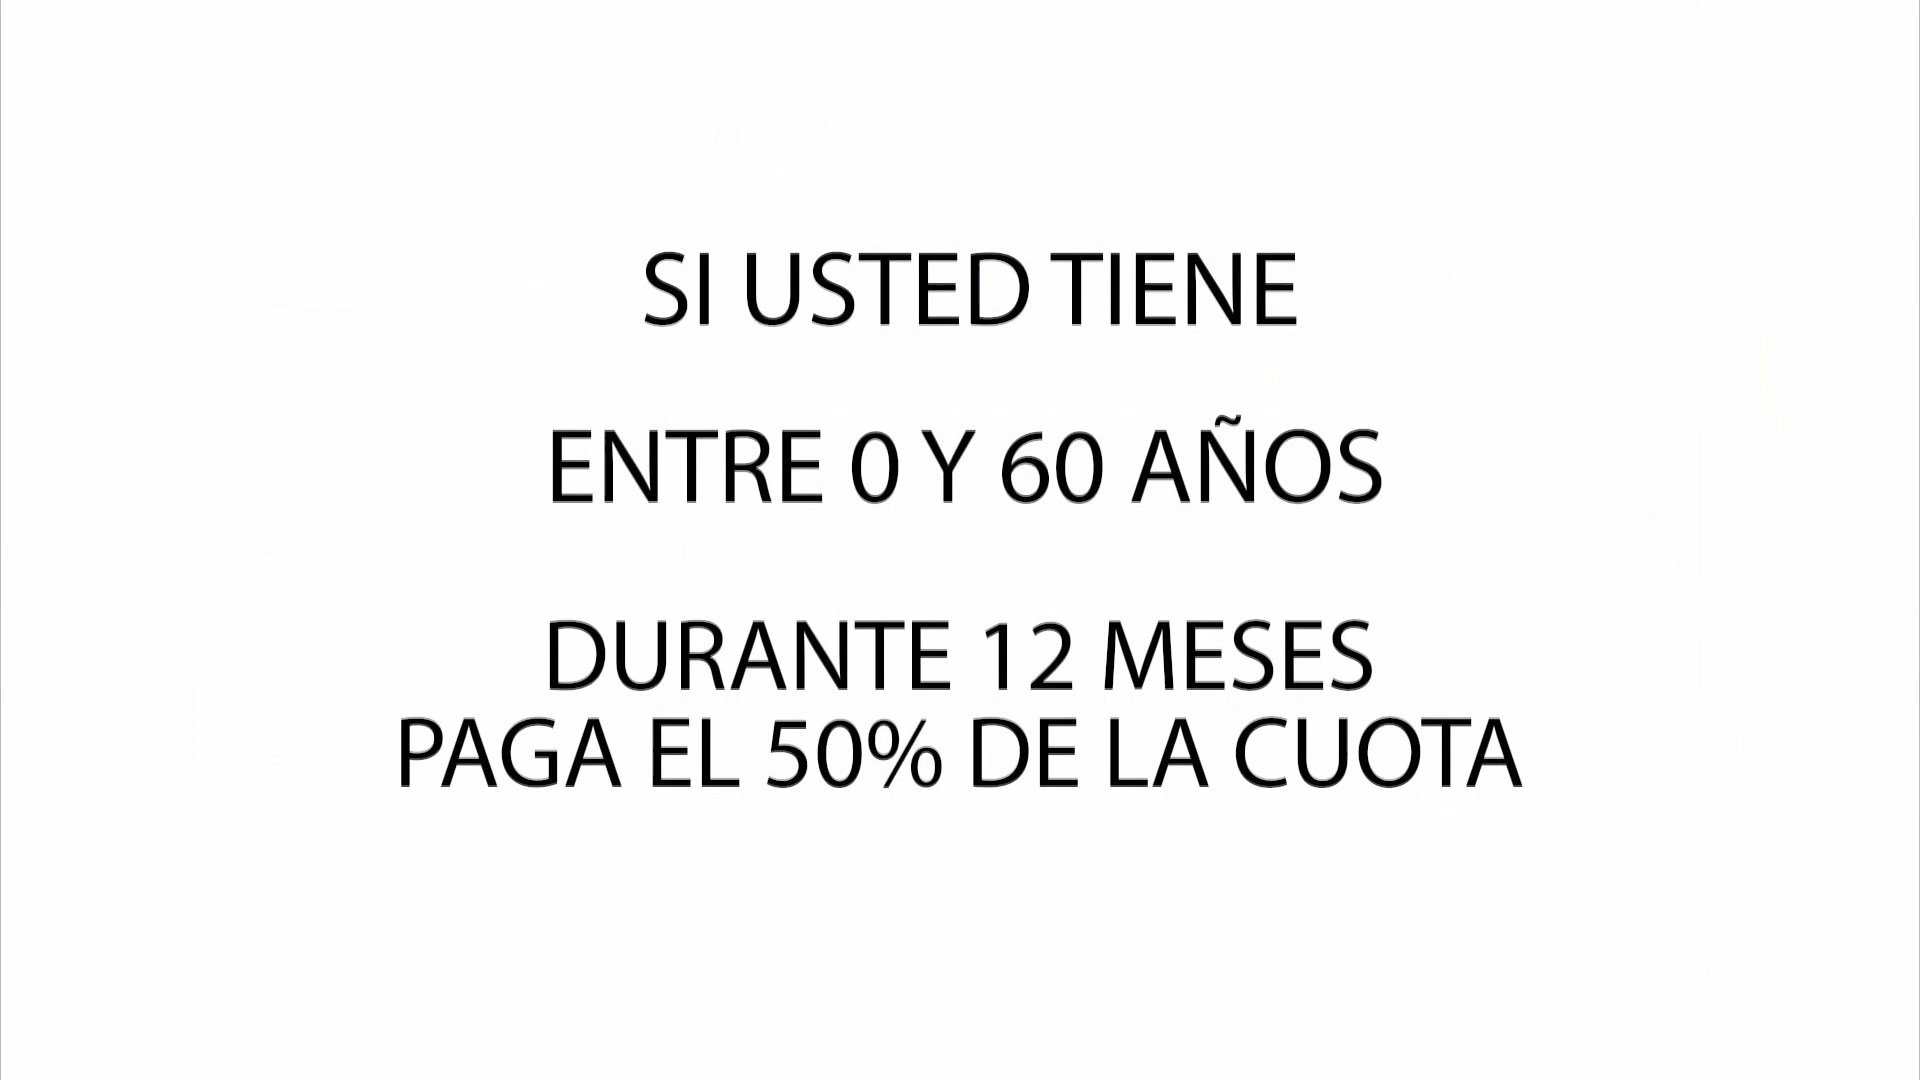 SI USTED TIENE
ENTRE 0 Y 60 AÑOS
DURANTE 12 MESES
PAGA EL 50% DE LA CUOTA